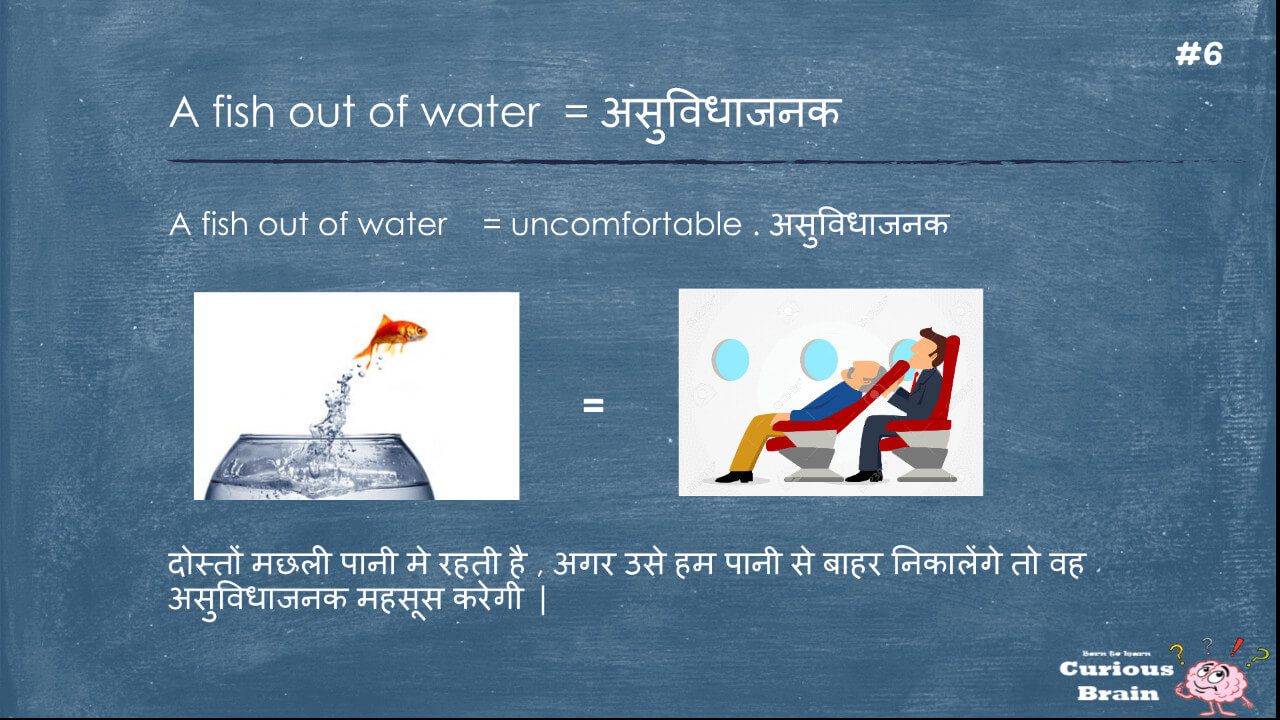 #6
A fish out of water = असुविधाजनक
A fish out of water = uncomfortable . असुविधाजनक
=
दोस्तों मछली पानी मे रहती है , अगर उसे हम पानी से बाहर निकालेंगे तो वह
असुविधाजनक महसूस करेगी |
Born to learn
Curious
Brain